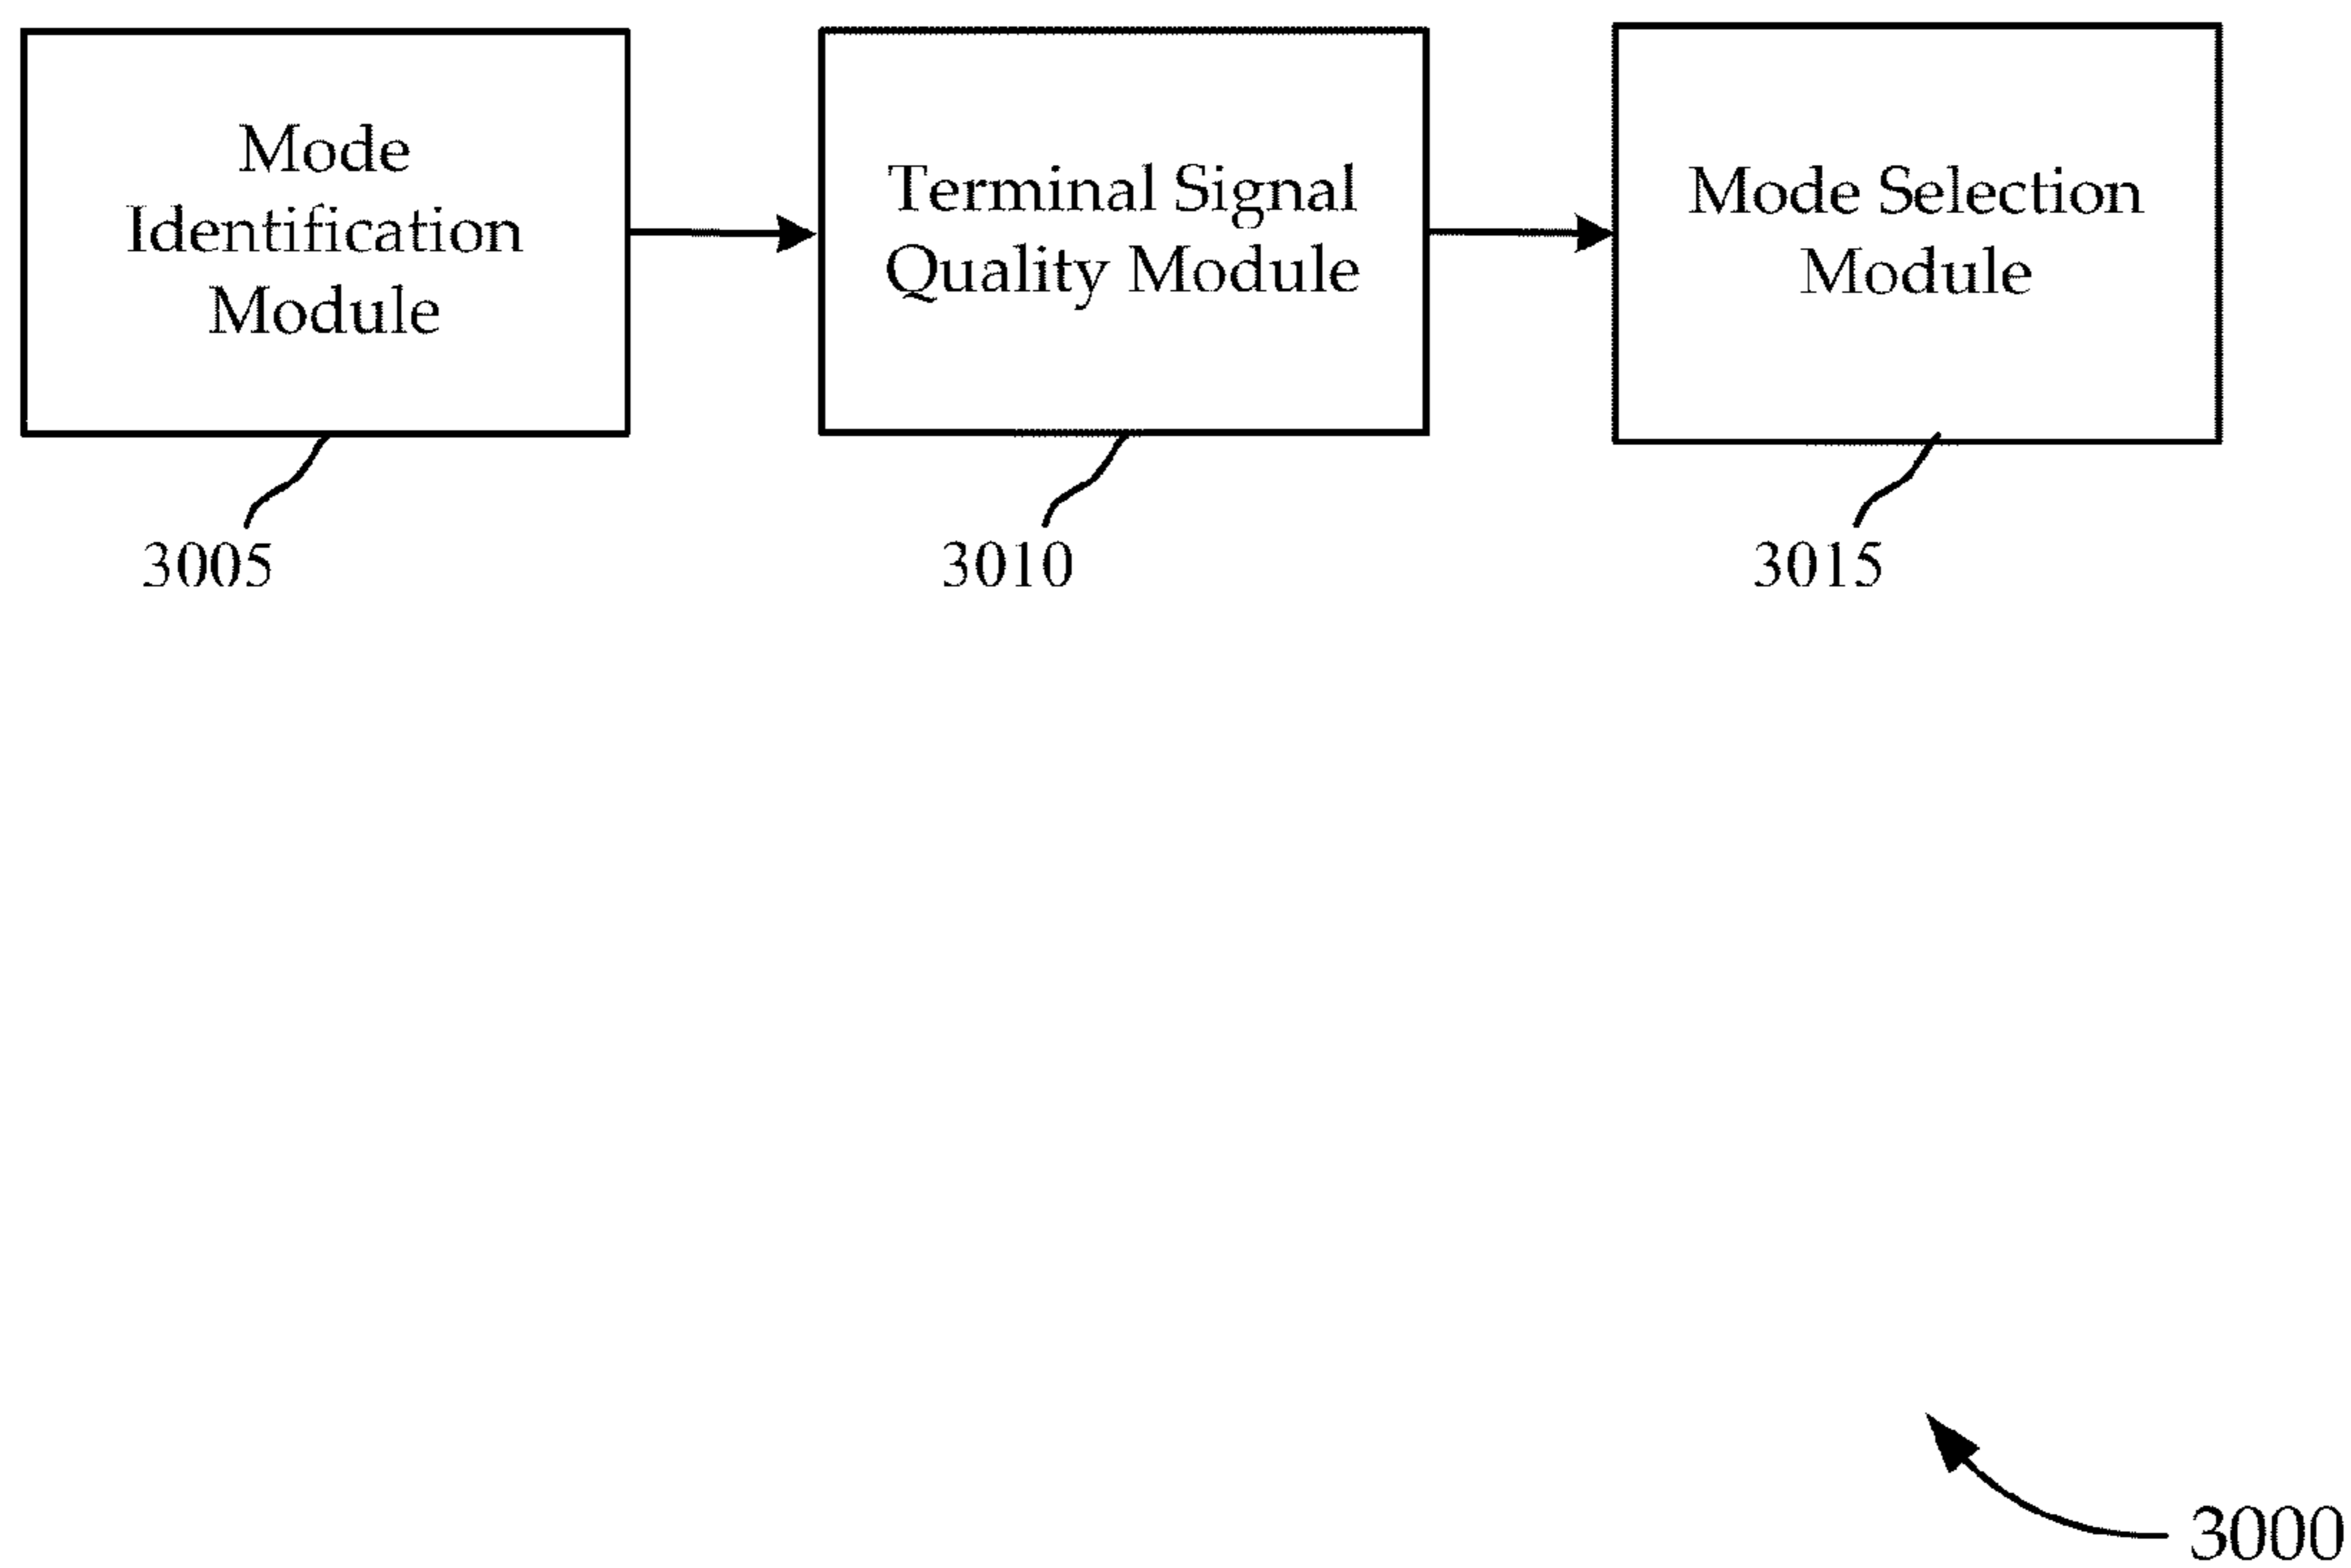 Mode
Identification
Module
Terminal Signal
Quality Module
Mode Selection
Module
3005
3010
3015
3000